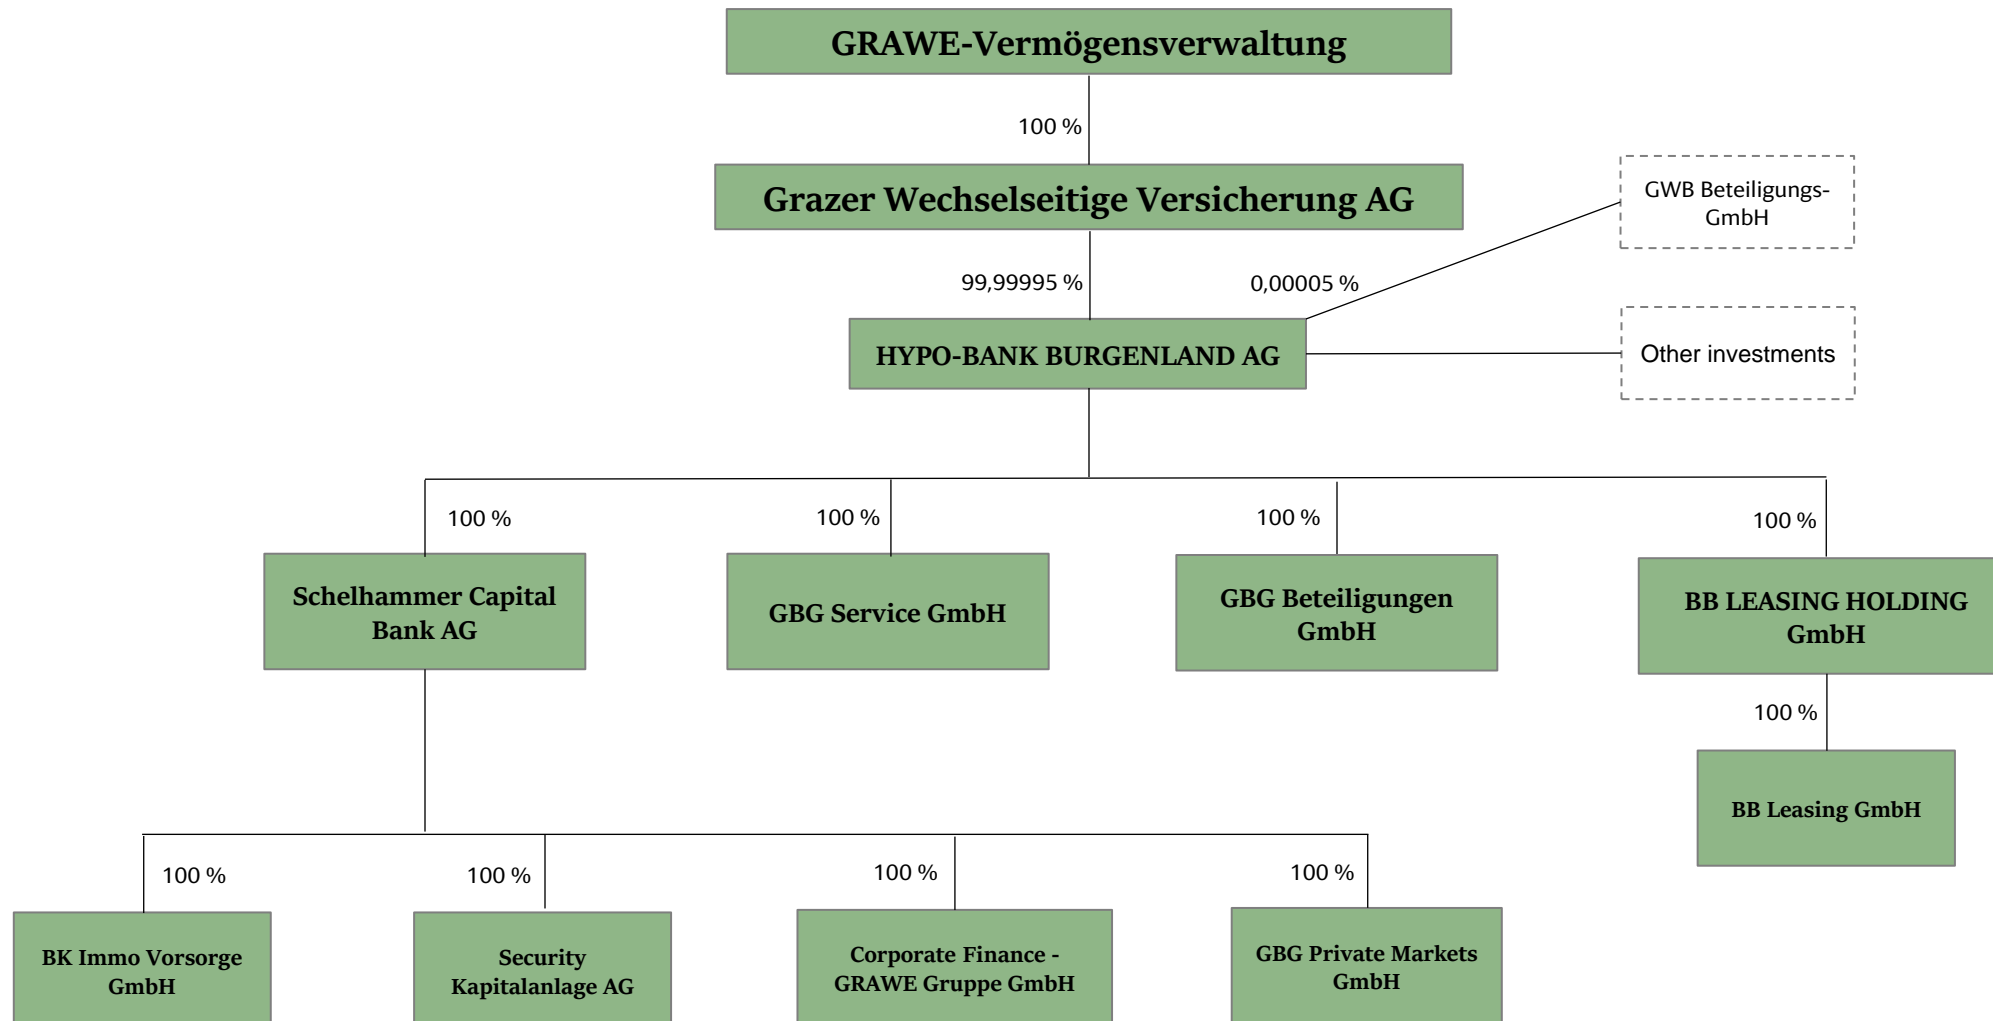 GRAWE-Vermögensverwaltung
100 %
Grazer Wechselseitige Versicherung AG
GWB Beteiligungs-
GmbH
99,99995 %
0,00005 %
HYPO-BANK BURGENLAND AG
Other investments
100 %
100 %
100 %
100 %
Schelhammer Capital
Bank AG
GBG Service GmbH
GBG Beteiligungen
GmbH
BB LEASING HOLDING
GmbH
100 %
BB Leasing GmbH
100 %
100 %
100 %
100 %
BK Immo Vorsorge
GmbH
Security
Kapitalanlage AG
Corporate Finance -
GRAWE Gruppe GmbH
GBG Private Markets
GmbH